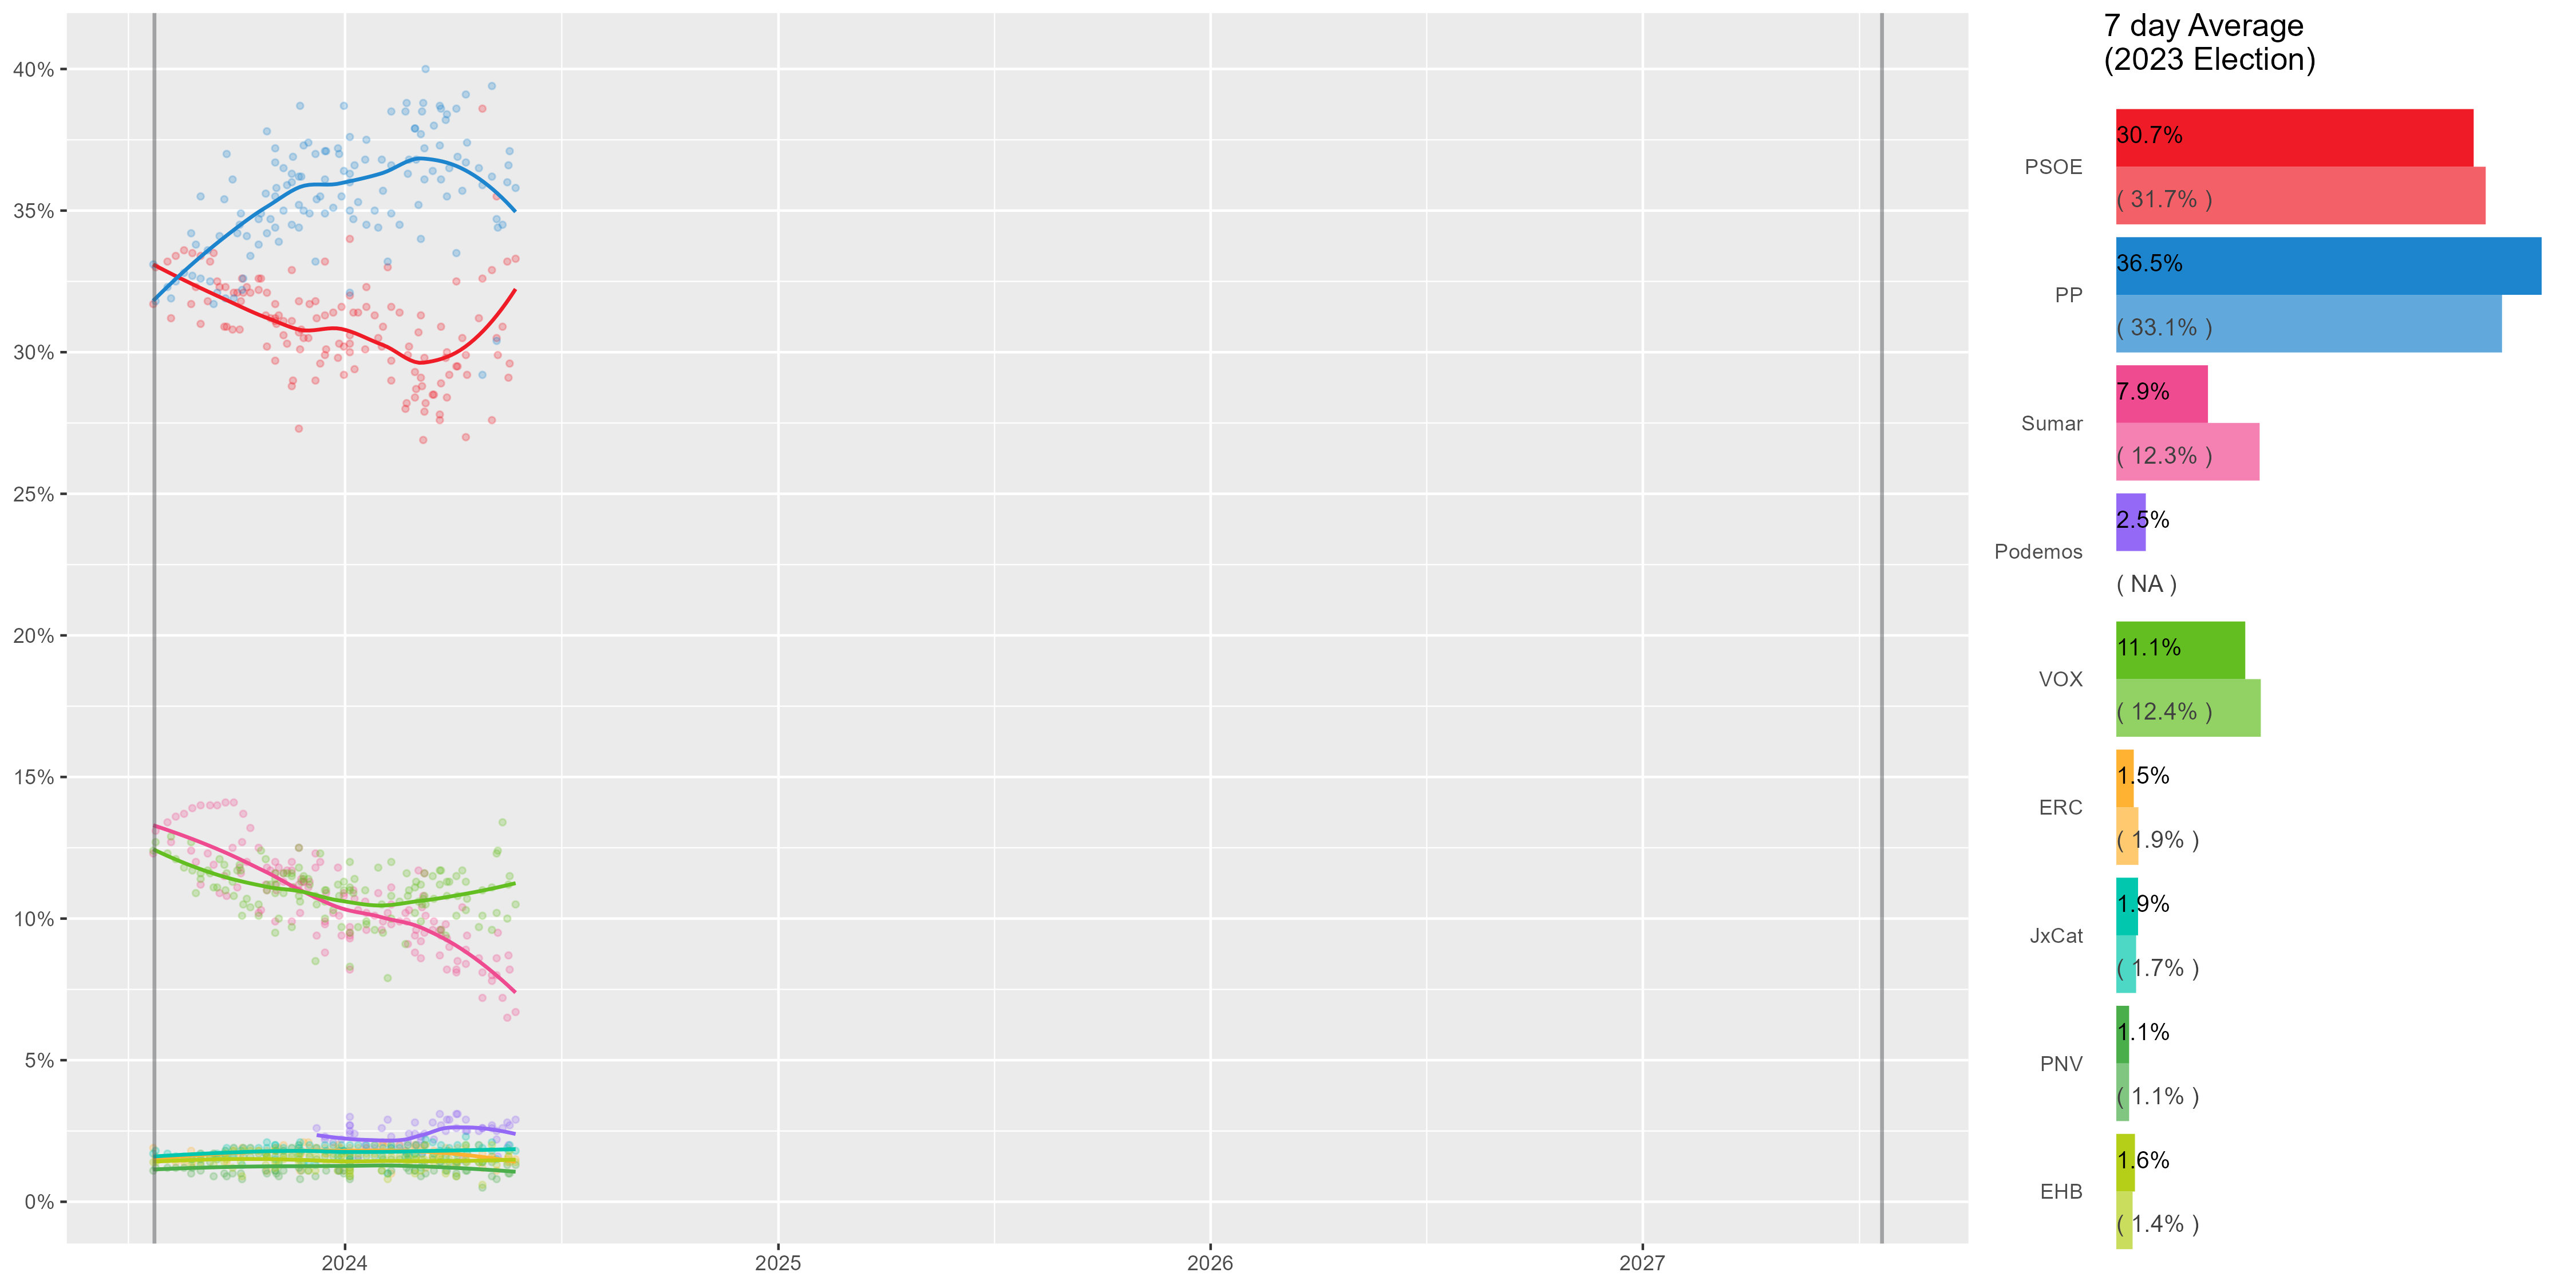 40%
35%
30%
25%
20%
15%
10%
5%
0%
2024
2025
2026
2027
7 day Average
(2023 Election)
PSOE
30.7%
( 31.7% )
PP
36.5%
( 33.1% )
Sumar
7.9%
( 12.3% )
Podemos
2.5%
( NA )
VOX
11.1%
( 12.4% )
ERC
1.5%
( 1.9% )
JxCat
1.9%
( 1.7% )
PNV
1.1%
( 1.1% )
EHB
1.6%
( 1.4% )